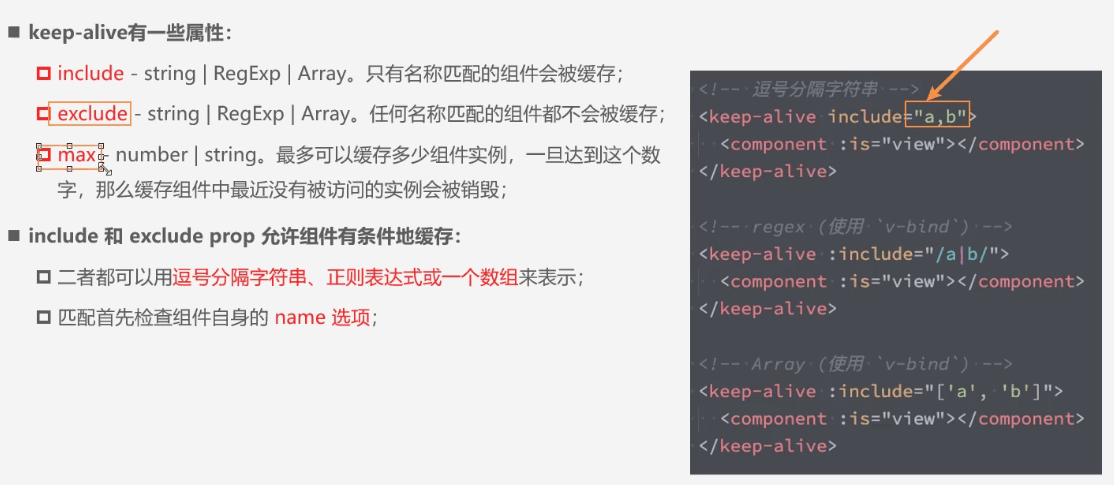 keep-alive有一些属性：
include - string | RegExp | Array。只有名称匹配的组件会被缓存；
exclude - string | RegExp | Array。任何名称匹配的组件都不会被缓存；
max - number | string。最多可以缓存多少组件实例，一旦达到这个数
字，那么缓存组件中最近没有被访问的实例会被销毁；
include 和 exclude prop 允许组件有条件地缓存：
二者都可以用逗号分隔字符串、正则表达式或一个数组来表示；
匹配首先检查组件自身的 name 选项；
<!-- 逗号分隔字符串 -->
<keep-alive include="a,b">
<component :is="view"></component>
</keep-alive>
<!-- regex (使用 `v-bind`) -->
<keep-alive :include="/a|b/">
<component :is="view"></component>
</keep-alive>
<!-- Array (使用 `v-bind`) -->
<keep-alive :include="['a', 'b']">
<component :is="view"></component>
</keep-alive>